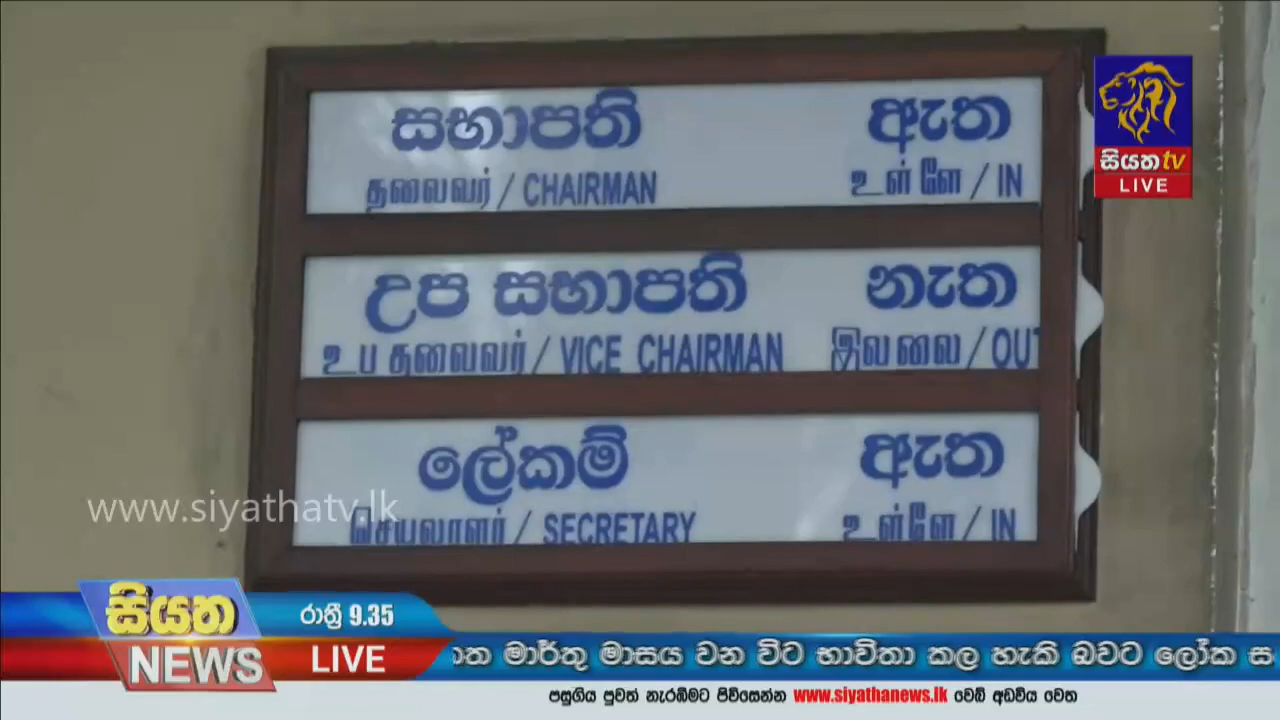 සභාපති ඇත
தலைவர் / CHAIRMAN உள்ளே / IN
උප සභාපති නැත
உப தலைவர் / VICE CHAIRMAN இல்லை / OUT
ලේකම් ඇත
செயலாளர் / SECRETARY உள்ளே / IN
සියත tv
LIVE
www.siyathatv.lk
සියත රාත්‍රී 9.35
NEWS LIVE
මාර්තු මාසය වන විට භාවිතා කල හැකි බවට ලෝක ස
පසුගිය පුවත් නැරඹීමට පිවිසෙන්න www.siyathanews.lk වෙබ් අඩවිය වෙත